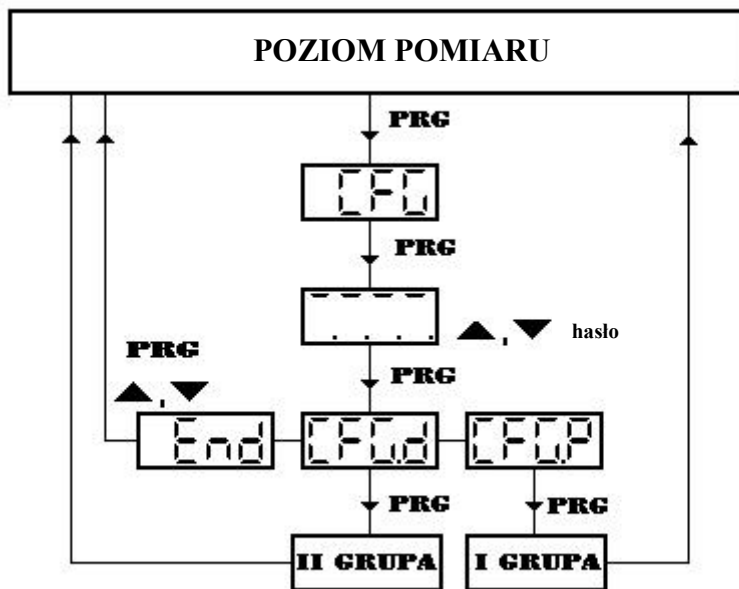 POZIOM POMIARU
PRG
CFG
PRG
hasło
PRG
PRG
End
CFG.d
CFG.P
PRG
PRG
II GRUPA
I GRUPA